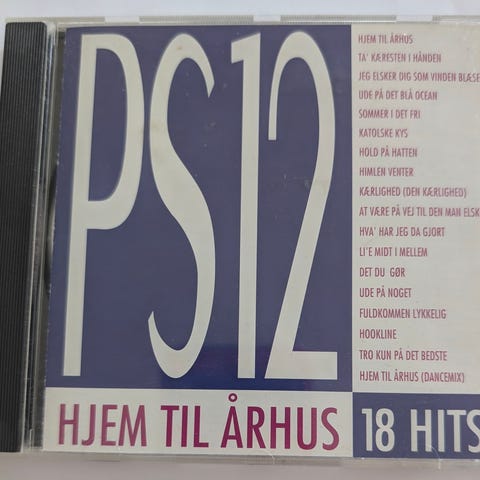 PS12
HJEM TIL ÅRHUS
TA' KÆRESTEN I HÅNDEN
JEG ELSKER DIG SOM VINDEN BLÆSE
UDE PÅ DET BLÅ OCEAN
SOMMER I DET FRI
KATOLSKE KYS
HOLD PÅ HATTEN
HIMLEN VENTER
KÆRLIGHED (DEN KÆRLIGHED)
AT VÆRE PÅ VEJ TIL DEN MAN ELSK
HVA' HAR JEG DA GJORT
LI'E MIDT I MELLEM
DET DU GØR
UDE PÅ NOGET
FULDKOMMEN LYKKELIG
HOOKLINE
TRO KUN PÅ DET BEDSTE
HJEM TIL ÅRHUS (DANCEMIX)
HJEM TIL ÅRHUS
18 HITS